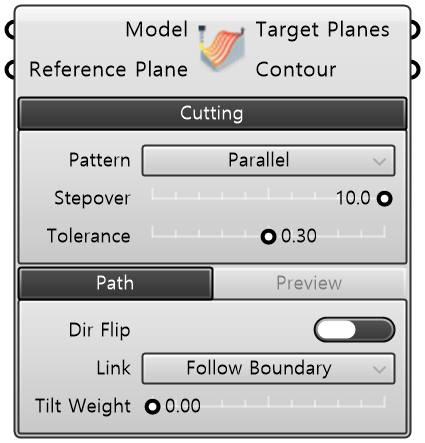 Model Target Planes
Reference Plane Contour
Cutting
Pattern Parallel
Stepover 10.0
Tolerance 0.30
Path Preview
Dir Flip
Link Follow Boundary
Tilt Weight 0.00